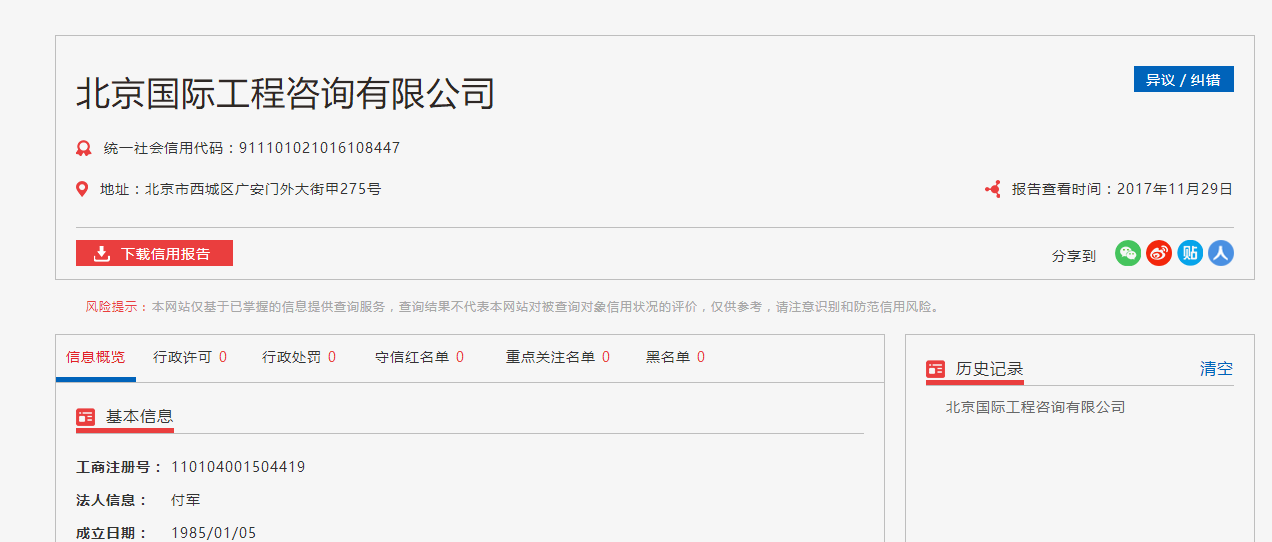 北京国际工程咨询有限公司
异议 / 纠错
统一社会信用代码：911101021016108447
地址：北京市西城区广安门外大街甲275号
报告查看时间：2017年11月29日
下载信用报告
分享到
贴
风险提示：本网站仅基于已掌握的信息提供查询服务，查询结果不代表本网站对被查询对象信用状况的评价，仅供参考，请注意识别和防范信用风险。
信息概览 行政许可 0 行政处罚 0 守信红名单 0 重点关注名单 0 黑名单 0
基本信息
工商注册号： 110104001504419
法人信息： 付军
成立日期： 1985/01/05
历史记录 清空
北京国际工程咨询有限公司